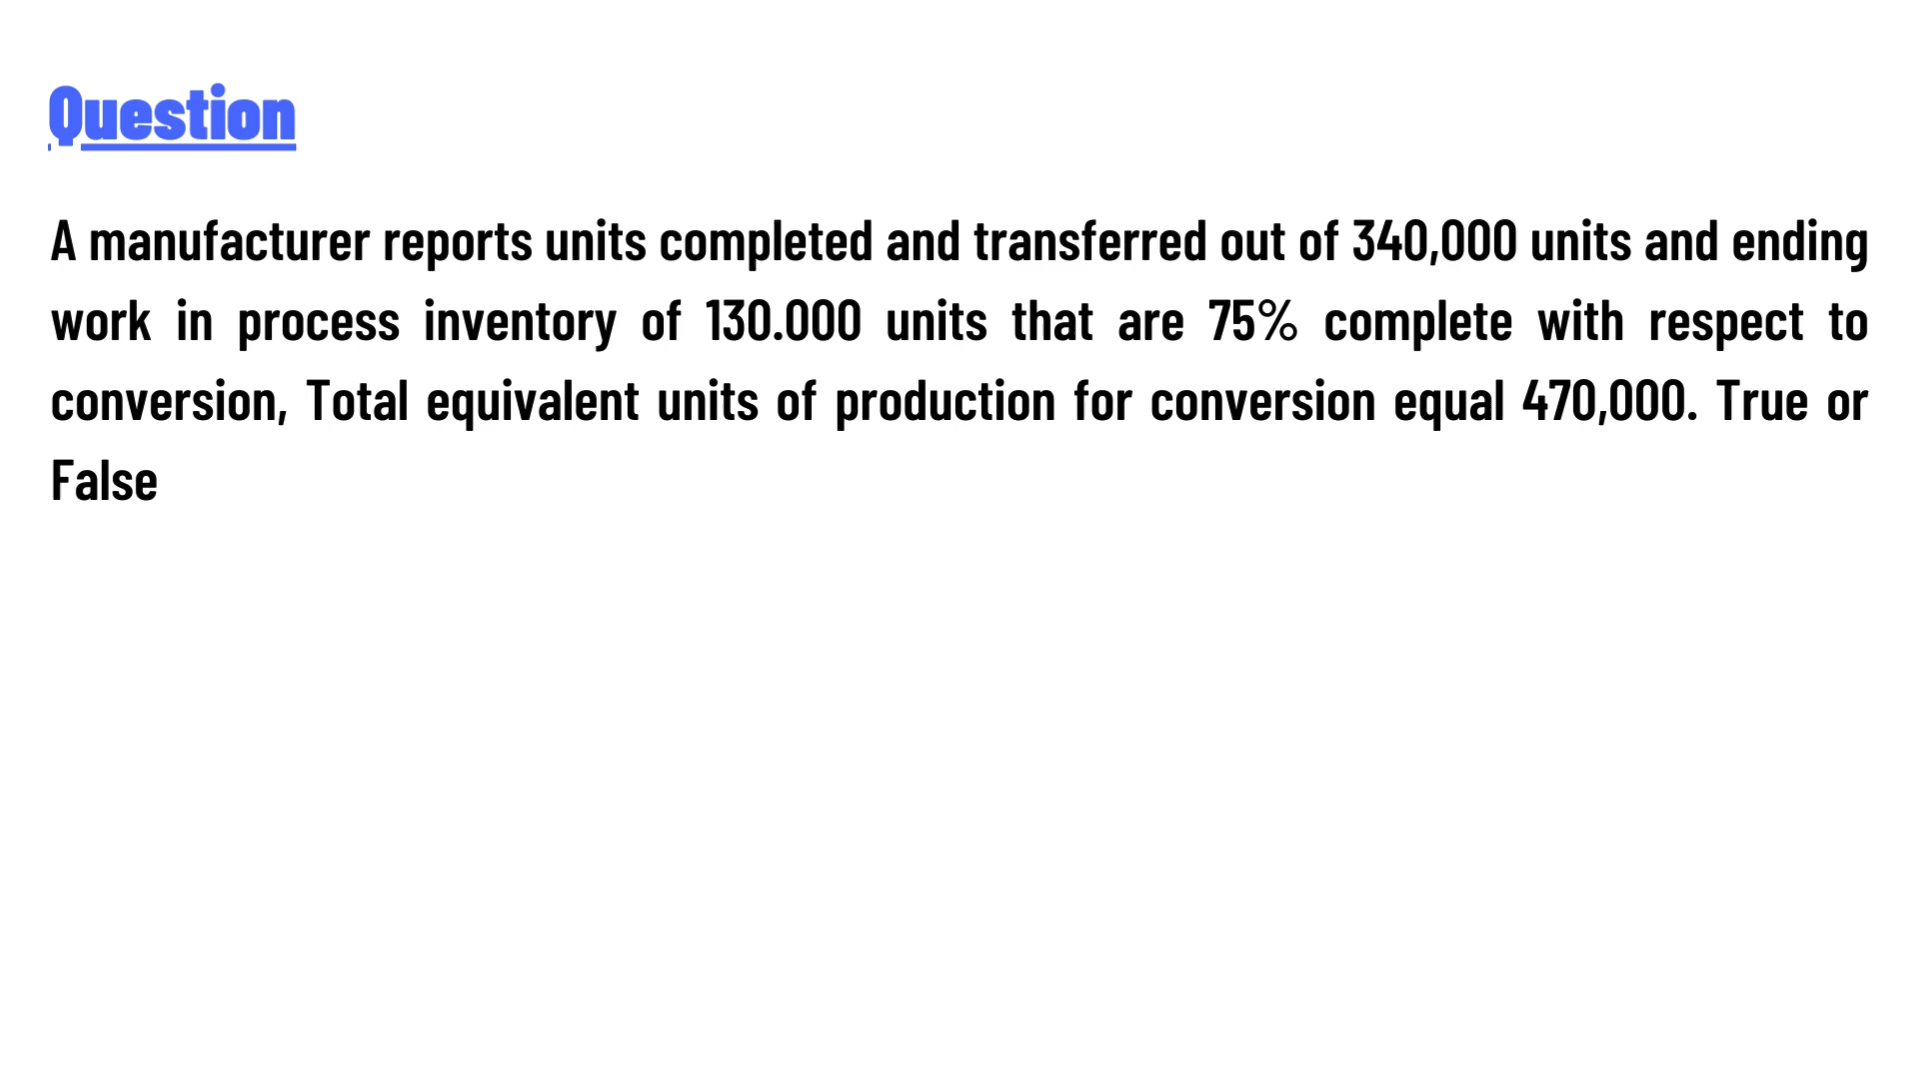 Question
A manufacturer reports units completed and transferred out of 340,000 units and ending
work in process inventory of 130.000 units that are 75% complete with respect to
conversion, Total equivalent units of production for conversion equal 470,000. True or
False